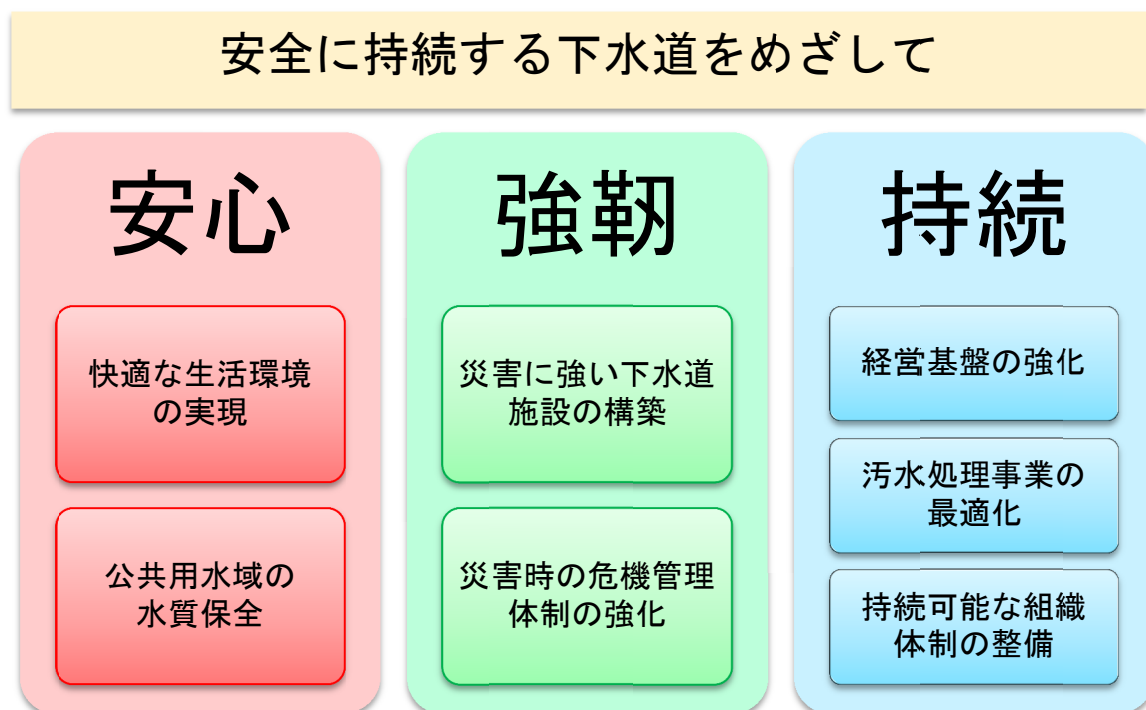 安全に持続する下水道をめざして
安心
快適な生活環境
の実現
公共用水域の
水質保全
強靭
災害に強い下水道
施設の構築
災害時の危機管理
体制の強化
持続
経営基盤の強化
汚水処理事業の
最適化
持続可能な組織
体制の整備